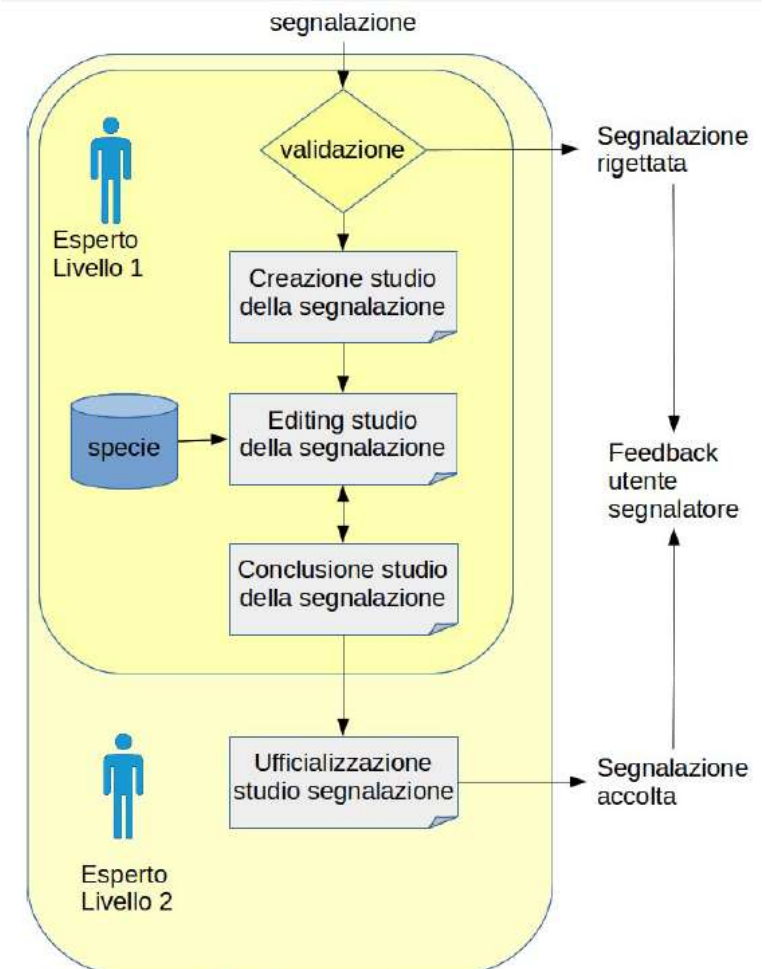 segnalazione
validazione
Segnalazione
rigettata
Esperto
Livello 1
Creazione studio
della segnalazione
specie
Editing studio
della segnalazione
Feedback
utente
segnalatore
Conclusione studio
della segnalazione
Ufficializzazione
studio segnalazione
Segnalazione
accolta
Esperto
Livello 2